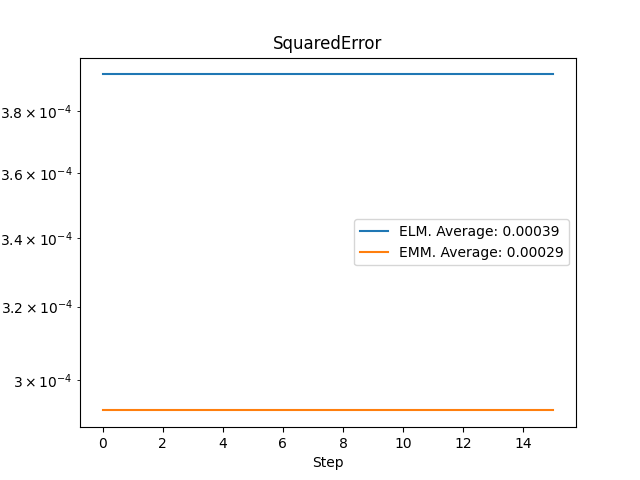 SquaredError
3.8 × 10⁻⁴
3.6 × 10⁻⁴
3.4 × 10⁻⁴
3.2 × 10⁻⁴
3 × 10⁻⁴
ELM. Average: 0.00039
EMM. Average: 0.00029
0 2 4 6 8 10 12 14
Step